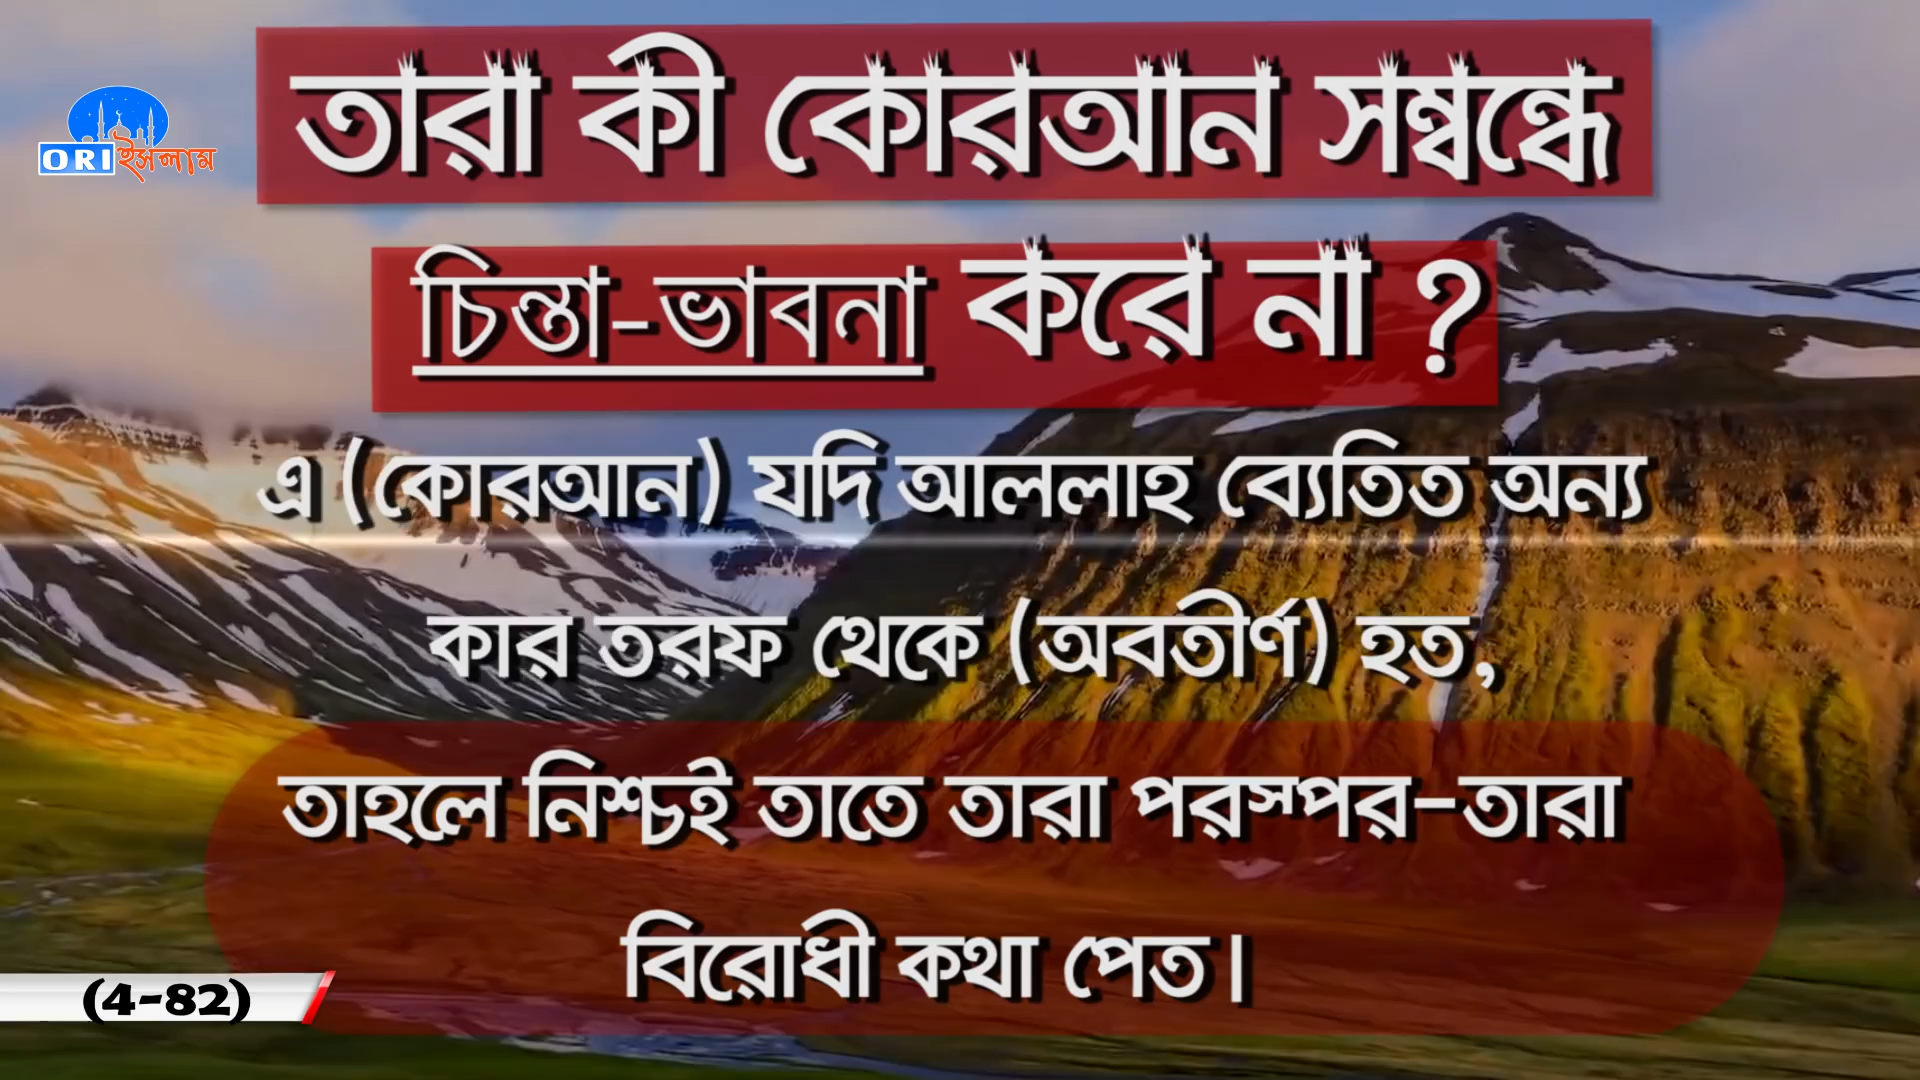 ORI ইসলাম
তারা কী কোরআন সম্বন্ধে
চিন্তা-ভাবনা করে না ?
এ (কোরআন) যদি আললাহ ব্যেতিত অন্য
কার তরফ থেকে (অবতীর্ণ) হত,
তাহলে নিশ্চই তাতে তারা পরস্পর-তারা
বিরোধী কথা পেত।
(4-82)